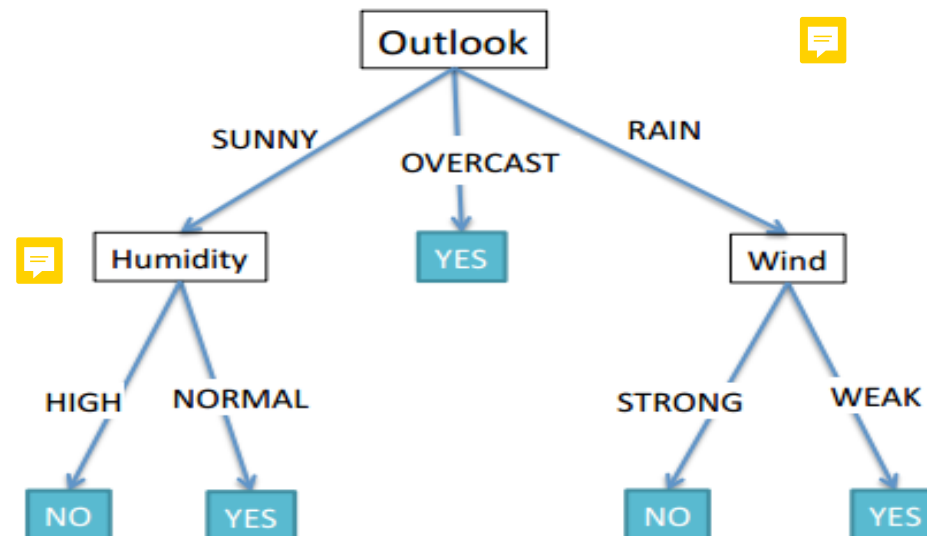 Outlook
SUNNY
OVERCAST
RAIN
Humidity
YES
Wind
HIGH
NORMAL
STRONG
WEAK
NO
YES
NO
YES